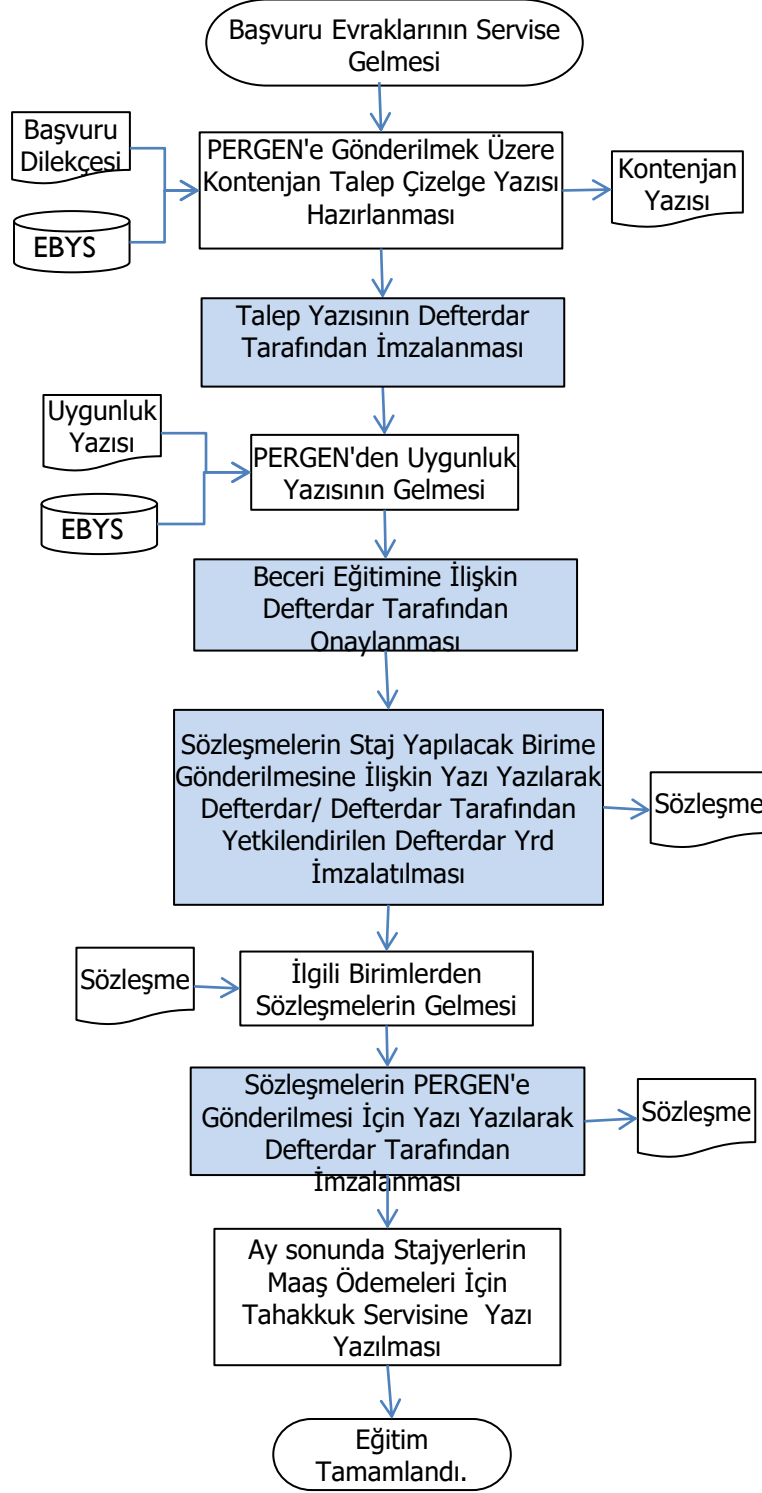 Başvuru Evraklarının Servise
Gelmesi
Başvuru
Dilekçesi
EBYS
PERGEN'e Gönderilmek Üzere
Kontenjan Talep Çizelge Yazısı
Hazırlanması
Kontenjan
Yazısı
Talep Yazısının Defterdar
Tarafından İmzalanması
Uygunluk
Yazısı
EBYS
PERGEN'den Uygunluk
Yazısının Gelmesi
Beceri Eğitimine İlişkin
Defterdar Tarafından
Onaylanması
Sözleşmelerin Staj Yapılacak Birime
Gönderilmesine İlişkin Yazı Yazılarak
Defterdar/ Defterdar Tarafından
Yetkilendirilen Defterdar Yrd
İmzalatılması
Sözleşme
Sözleşme
İlgili Birimlerden
Sözleşmelerin Gelmesi
Sözleşmelerin PERGEN'e
Gönderilmesi İçin Yazı Yazılarak
Defterdar Tarafından
İmzalanması
Sözleşme
Ay sonunda Stajyerlerin
Maaş Ödemeleri İçin
Tahakkuk Servisine  Yazı
Yazılması
Eğitim
Tamamlandı.